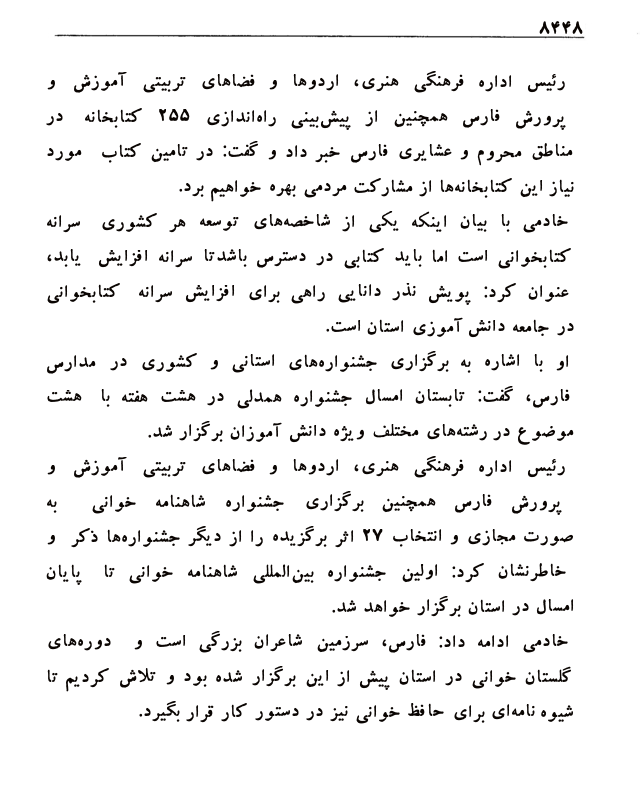 ۸۴۴۸
رئیس اداره فرهنگی هنری، اردوها و فضاهای تربیتی آموزش و
پرورش فارس همچنین از پیش‌بینی راه‌اندازی ۲۵۵ کتابخانه در
مناطق محروم و عشایری فارس خبر داد و گفت: در تامین کتاب مورد
نیاز این کتابخانه‌ها از مشارکت مردمی بهره خواهیم برد.
خادمی با بیان اینکه یکی از شاخصه‌های توسعه هر کشوری سرانه
کتابخوانی است اما باید کتابی در دسترس باشدتا سرانه افزایش یابد،
عنوان کرد: پویش نذر دانایی راهی برای افزایش سرانه کتابخوانی
در جامعه دانش آموزی استان است.
او با اشاره به برگزاری جشنواره‌های استانی و کشوری در مدارس
فارس، گفت: تابستان امسال جشنواره همدلی در هشت هفته با هشت
موضوع در رشته‌های مختلف ویژه دانش آموزان برگزار شد.
رئیس اداره فرهنگی هنری، اردوها و فضاهای تربیتی آموزش و
پرورش فارس همچنین برگزاری جشنواره شاهنامه خوانی به
صورت مجازی و انتخاب ۲۷ اثر برگزیده را از دیگر جشنواره‌ها ذکر و
خاطرنشان کرد: اولین جشنواره بین‌المللی شاهنامه خوانی تا پایان
امسال در استان برگزار خواهد شد.
خادمی ادامه داد: فارس، سرزمین شاعران بزرگی است و دوره‌های
گلستان خوانی در استان پیش از این برگزار شده بود و تلاش کردیم تا
شیوه نامه‌ای برای حافظ خوانی نیز در دستور کار قرار بگیرد.